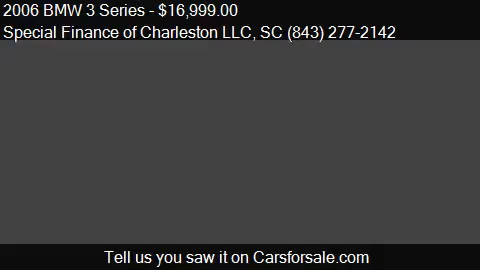 2006 BMW 3 Series - $16,999.00
Special Finance of Charleston LLC, SC (843) 277-2142
Tell us you saw it on Carsforsale.com